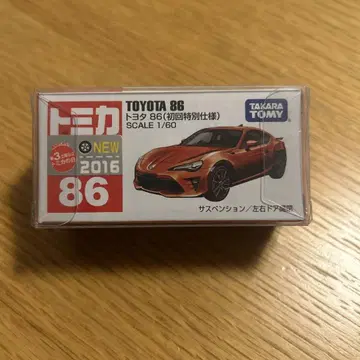 トミカ
TOYOTA 86
トヨタ 86(初回特別仕様)
SCALE 1/60
TAKARA
TOMY
NEW
2016
86
サスペンション/左右ドア開閉